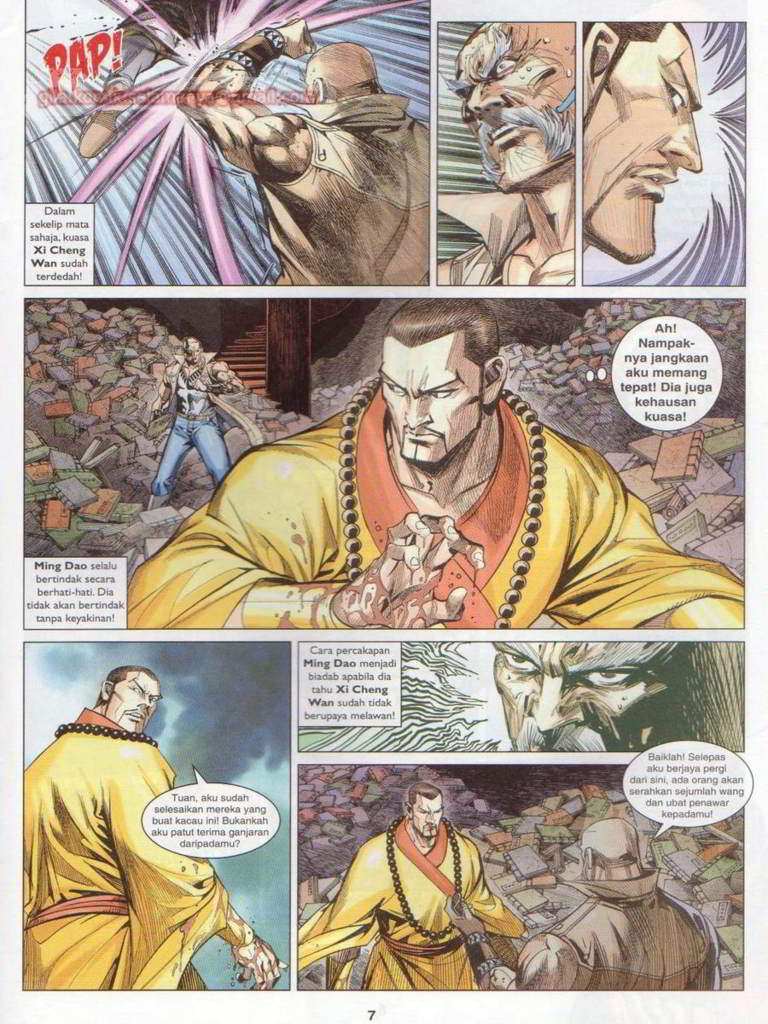 PAP!
Dalam
sekelip mata
sahaja, kuasa
Xi Cheng
Wan sudah
terdedah!
Ah!
Nampak-
nya jangkaan
aku memang
tepat! Dia juga
kehausan
kuasa!
Ming Dao selalu
bertindak secara
berhati-hati. Dia
tidak akan bertindak
tanpa keyakinan!
Tuan, aku sudah
selesaikan mereka yang
buat kacau ini! Bukankah
aku patut terima ganjaran
daripadamu?
Cara percakapan
Ming Dao menjadi
biadab apabila dia
tahu Xi Cheng
Wan sudah tidak
berupaya melawan!
Baiklah! Selepas
aku berjaya pergi
dari sini, ada orang akan
serahkan sejumlah wang
dan ubat penawar
kepadamu!
7